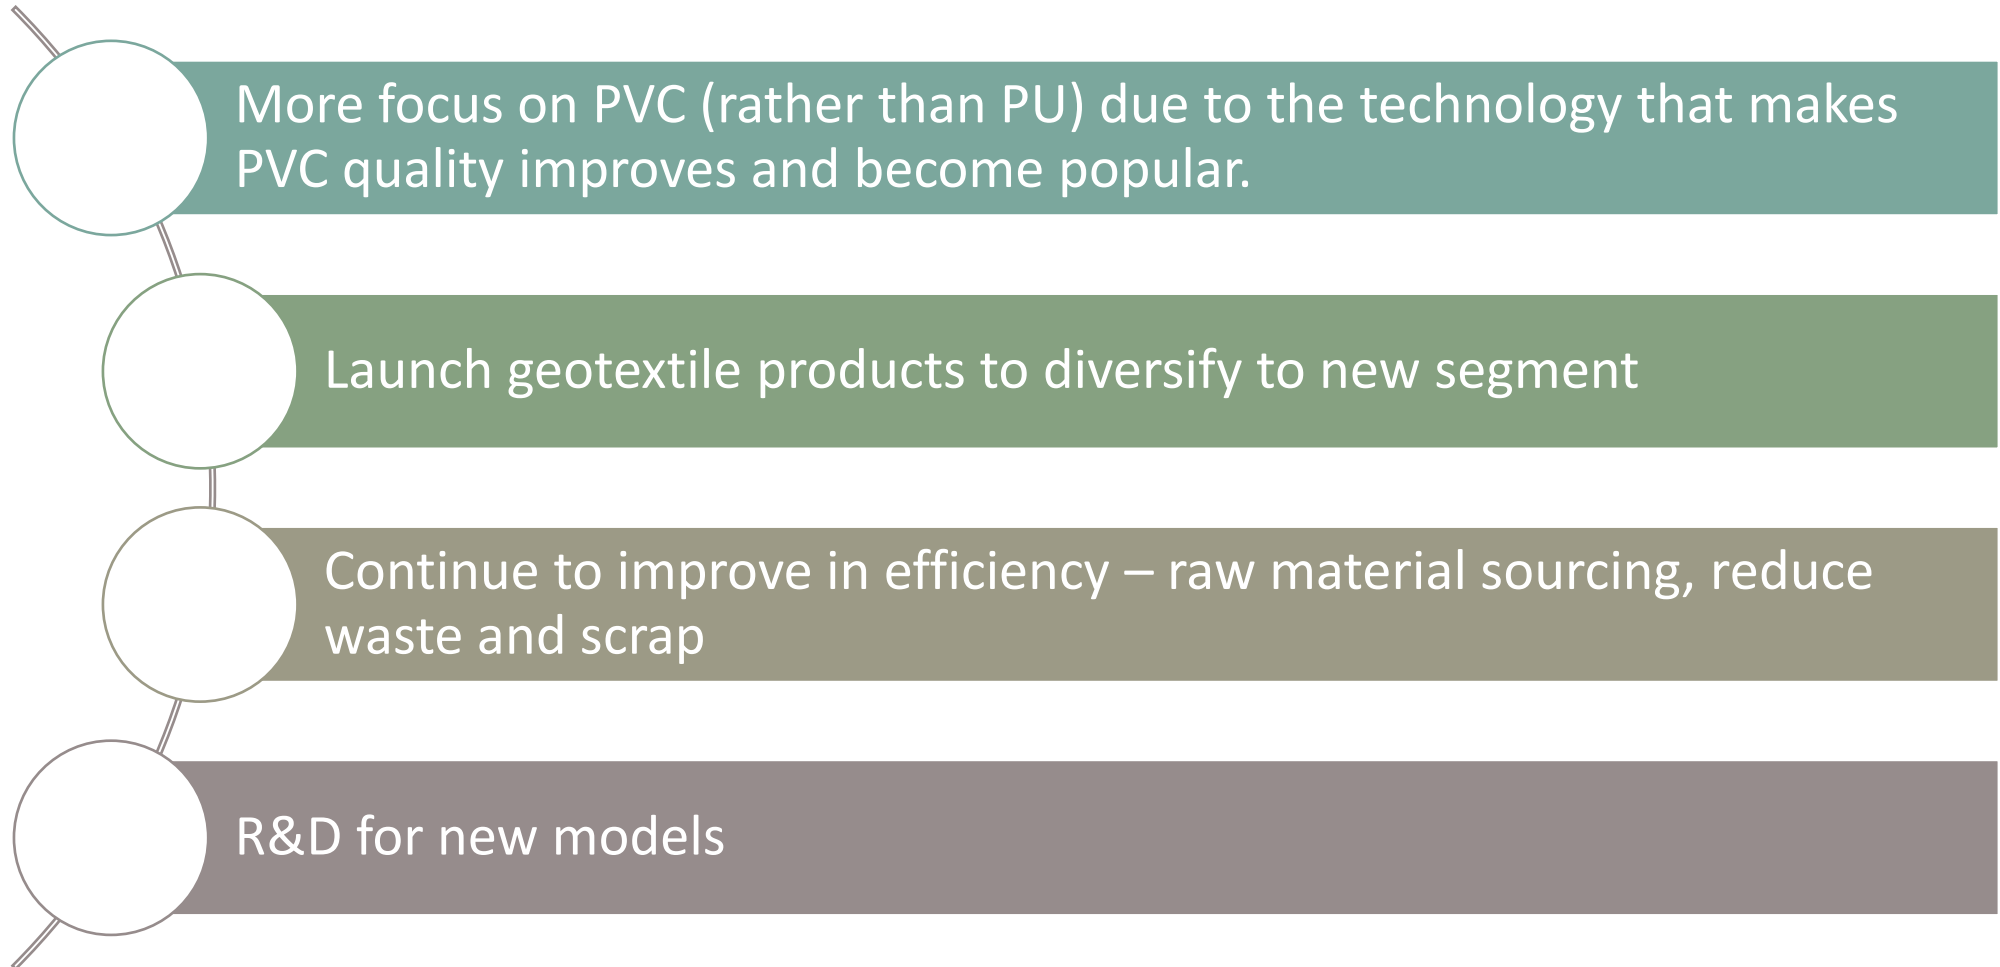 More focus on PVC (rather than PU) due to the technology that makes
PVC quality improves and become popular.
Launch geotextile products to diversify to new segment
Continue to improve in efficiency – raw material sourcing, reduce
waste and scrap
R&D for new models